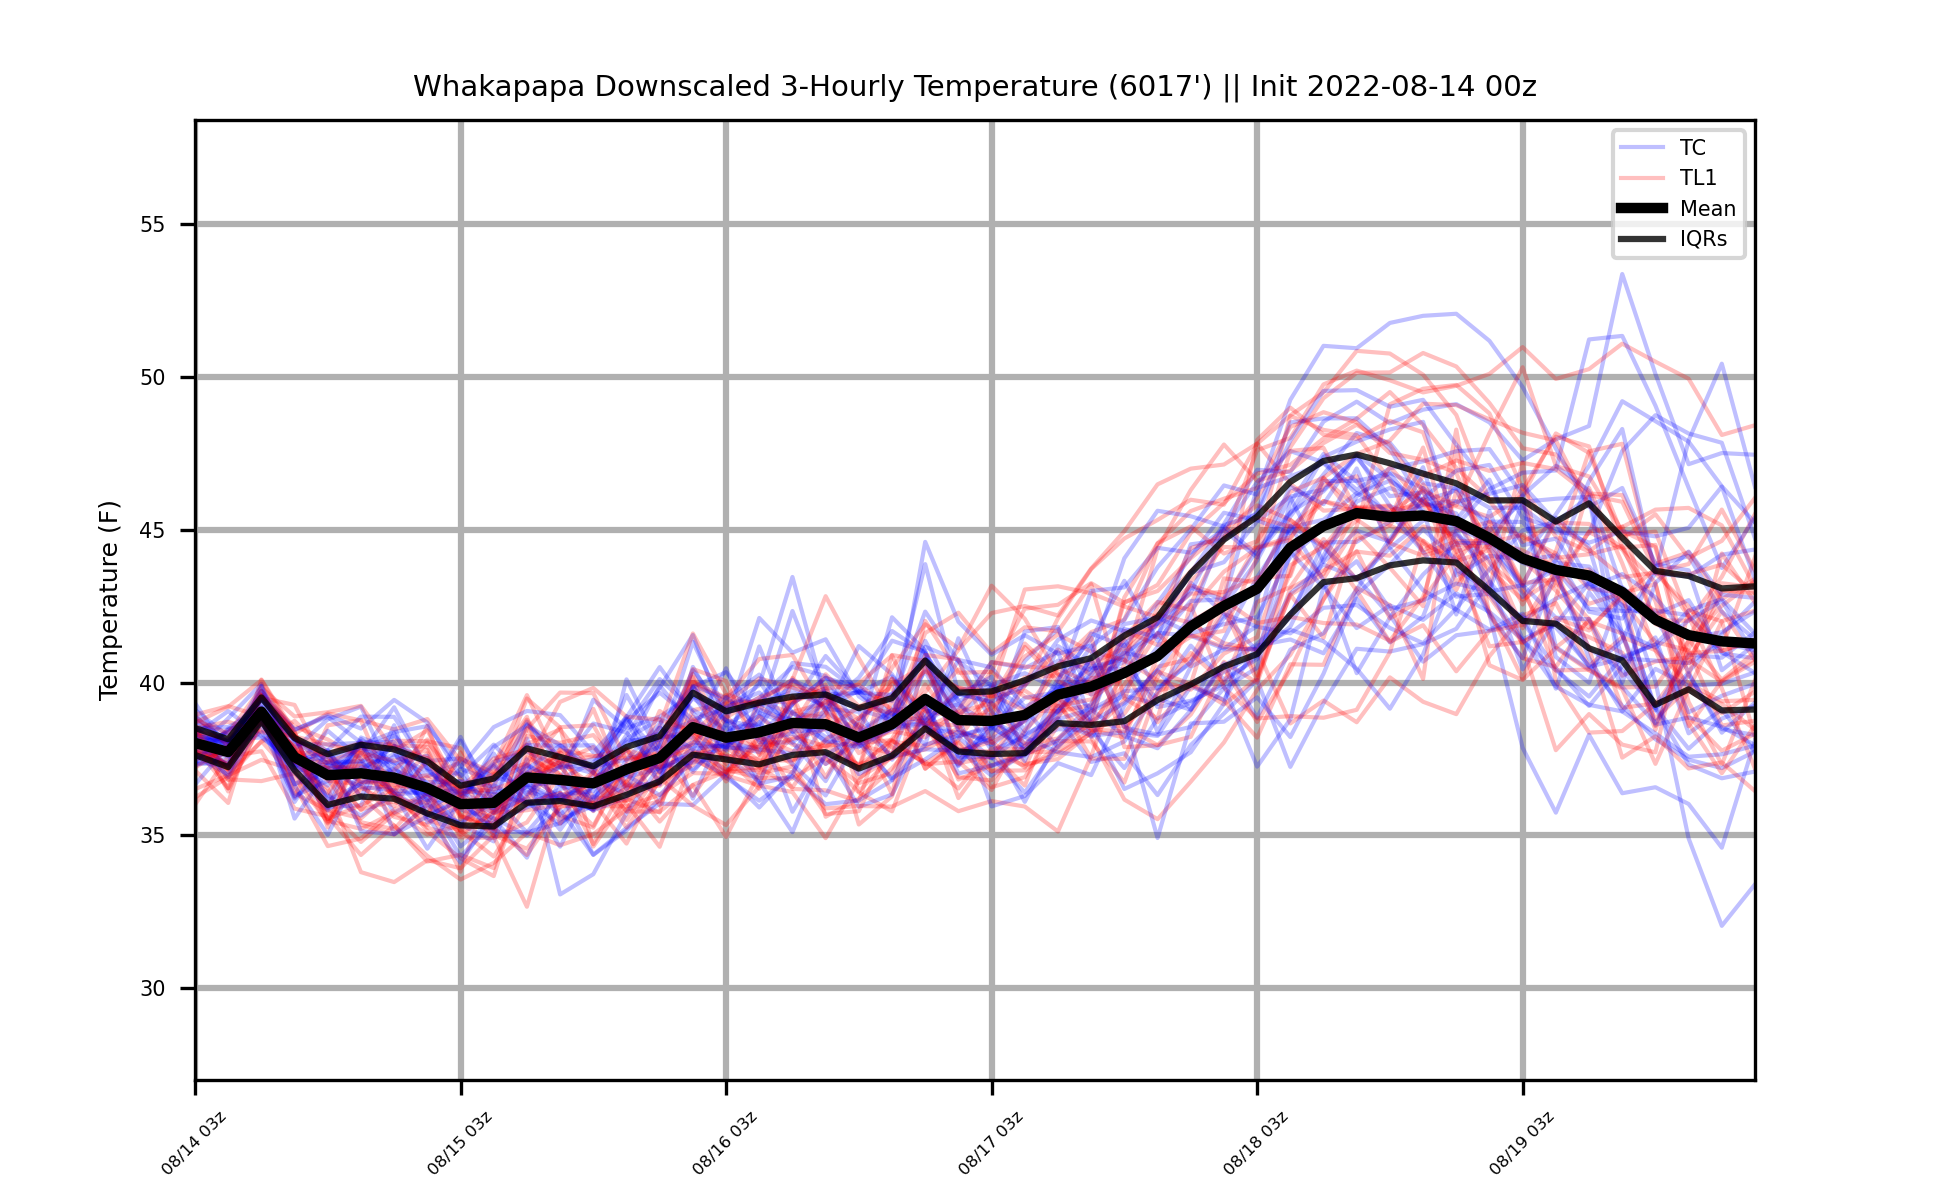 Whakapapa Downscaled 3-Hourly Temperature (6017') || Init 2022-08-14 00z
TC
TL1
Mean
IQRs
Temperature (F)
55
50
45
40
35
30
08/14 03z
08/15 03z
08/16 03z
08/17 03z
08/18 03z
08/19 03z